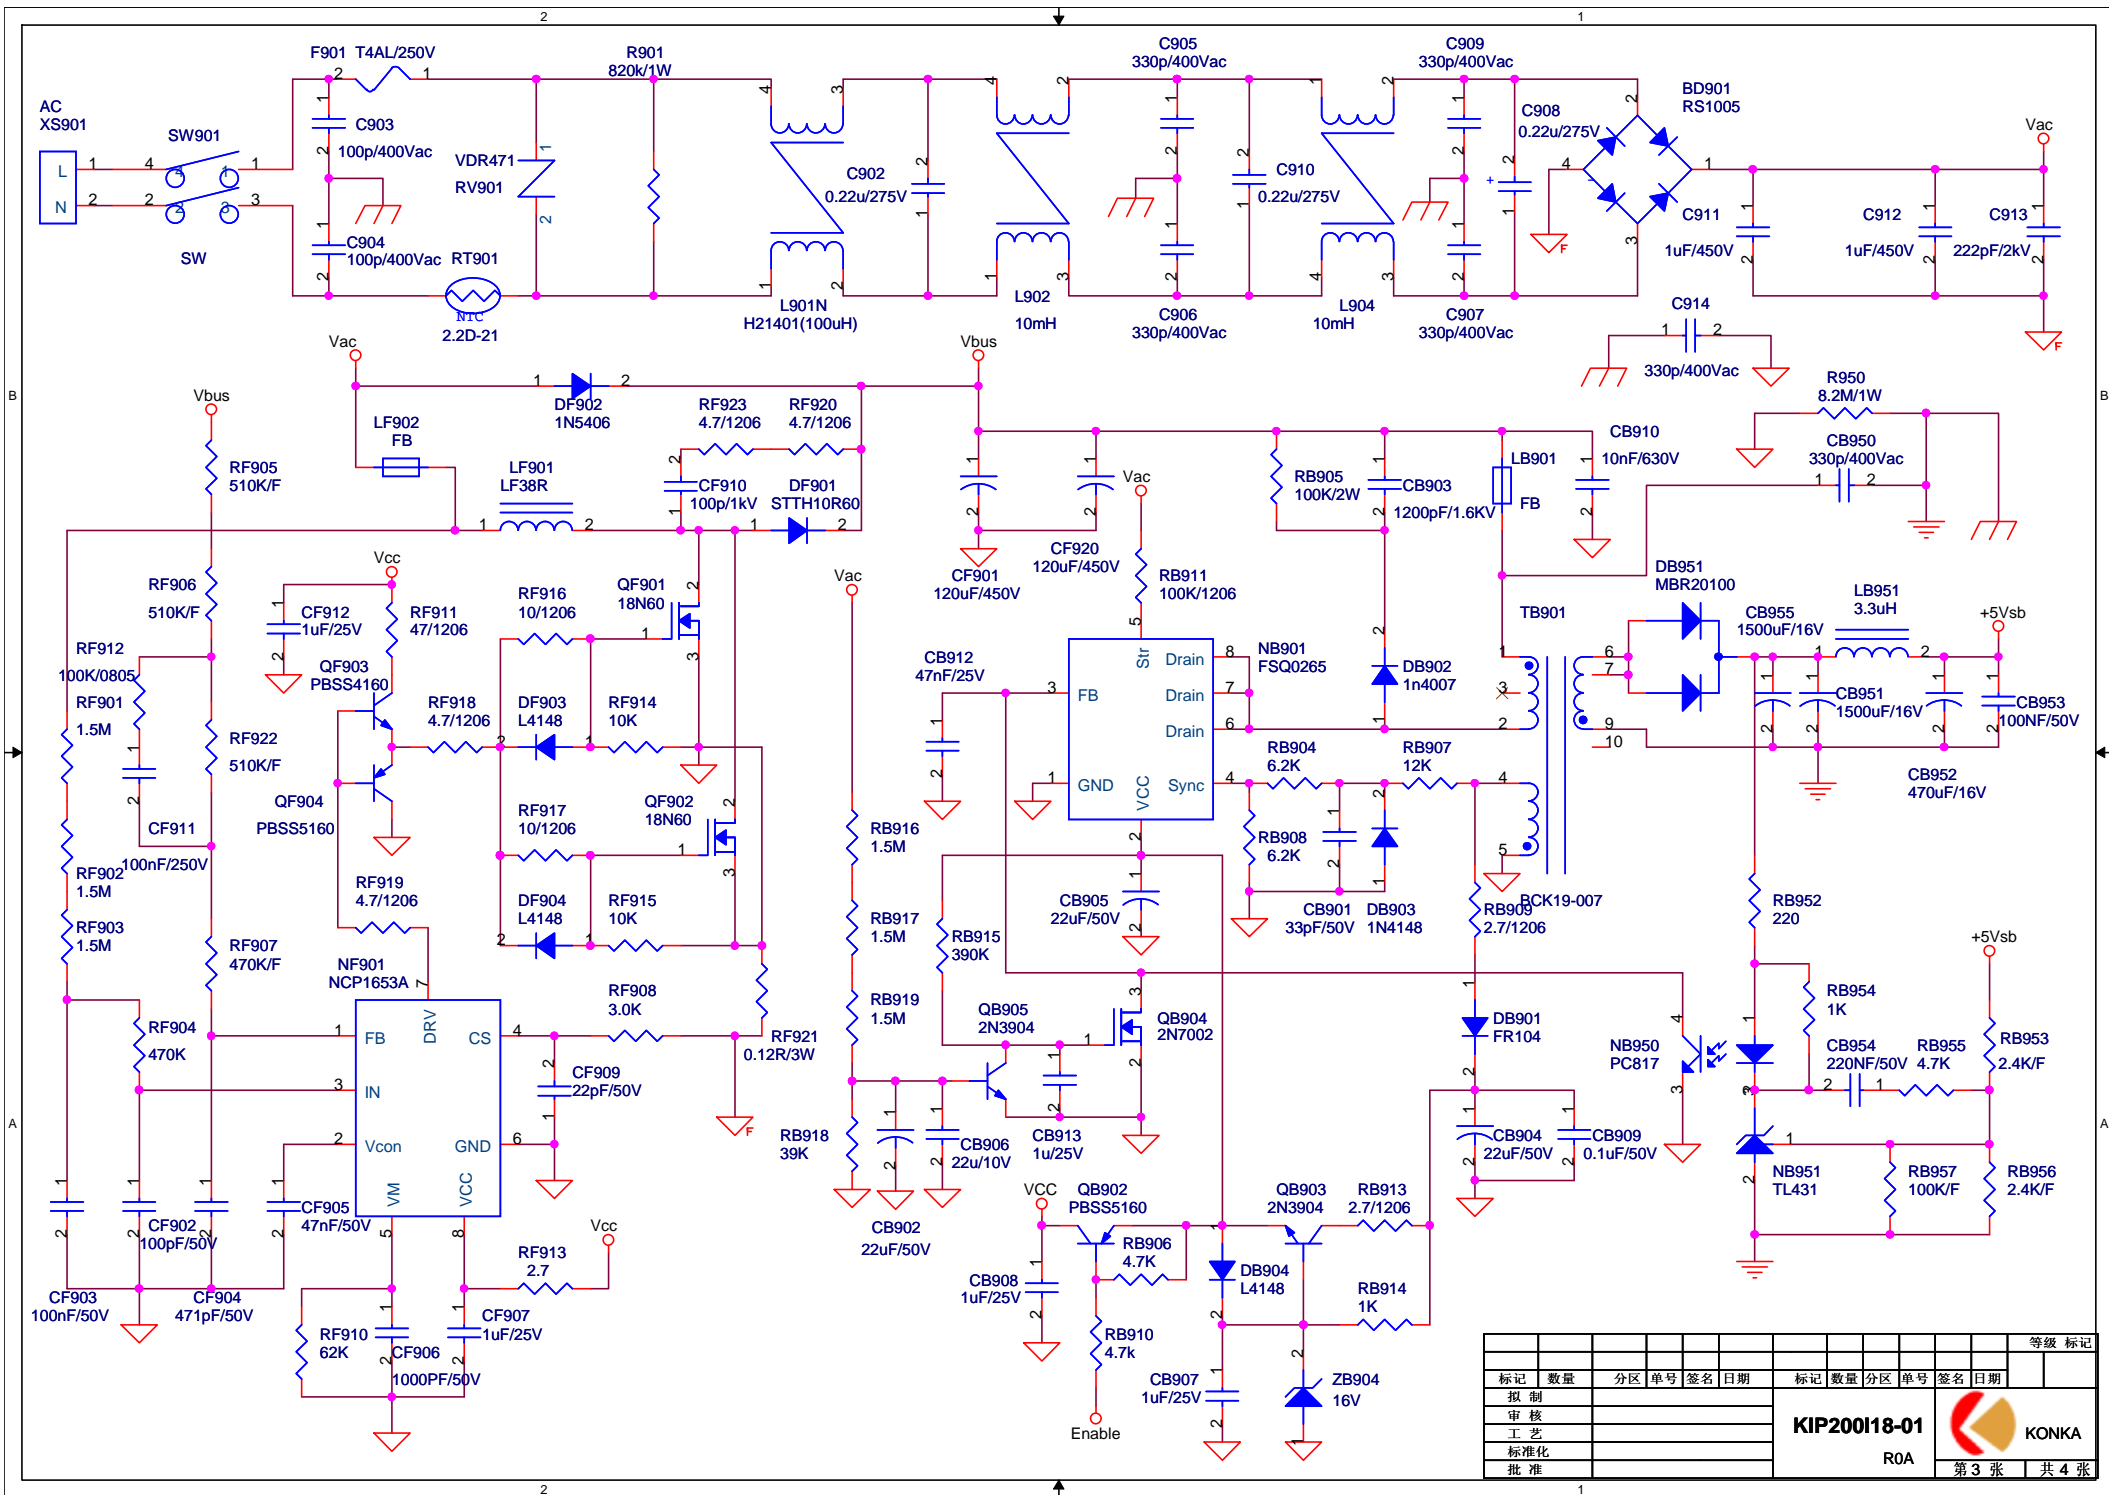 2
1
F901 T4AL/250V
R901
820k/1W
C905
330p/400Vac
C909
330p/400Vac
AC
XS901
SW901
C903
100p/400Vac
VDR471
RV901
C902
0.22u/275V
C910
0.22u/275V
C908
0.22u/275V
BD901
RS1005
Vac
L
N
SW
C904
100p/400Vac
RT901
NTC
2.2D-21
L901N
H21401(100uH)
L902
10mH
C906
330p/400Vac
L904
10mH
C907
330p/400Vac
C911
1uF/450V
C912
1uF/450V
C913
222pF/2kV
C914
330p/400Vac
F
F
Vac
Vbus
B
B
Vbus
DF902
1N5406
LF902
FB
RF923
4.7/1206
RF920
4.7/1206
R950
8.2M/1W
CB950
330p/400Vac
RF905
510K/F
LF901
LF38R
CF910
100p/1kV
DF901
STTH10R60
Vac
RB905
100K/2W
CB903
1200pF/1.6KV
LB901
FB
CB910
10nF/630V
CF901
120uF/450V
CF920
120uF/450V
RB911
100K/1206
RF906
510K/F
Vcc
CF912
1uF/25V
RF911
47/1206
RF916
10/1206
QF901
18N60
Vac
DB951
MBR20100
TB901
CB955
1500uF/16V
LB951
3.3uH
+5Vsb
RF912
100K/0805
QF903
PBSS4160
CB912
47nF/25V
FB
Str
Drain
Drain
Drain
GND
VCC
Sync
NB901
FSQ0265
DB902
1n4007
RF901
1.5M
RF922
510K/F
RF918
4.7/1206
DF903
L4148
RF914
10K
CB951
1500uF/16V
CB953
100NF/50V
RB904
6.2K
RB907
12K
CB952
470uF/16V
QF904
PBSS5160
RF917
10/1206
QF902
18N60
CF911
100nF/250V
RB916
1.5M
RB908
6.2K
RF902
1.5M
RF919
4.7/1206
DF904
L4148
RF915
10K
CB905
22uF/50V
CB901
33pF/50V
DB903
1N4148
RB909
2.7/1206
BCK19-007
RB952
220
RF903
1.5M
RF907
470K/F
RB917
1.5M
RB915
390K
+5Vsb
NF901
NCP1653A
RF908
3.0K
RB919
1.5M
QB905
2N3904
QB904
2N7002
DB901
FR104
RB954
1K
RF904
470K
FB
DRV
CS
IN
Vcon
GND
VM
VCC
RF921
0.12R/3W
NB950
PC817
CB954
220NF/50V
RB955
4.7K
RB953
2.4K/F
CF909
22pF/50V
A
A
F
RB918
39K
CB906
22u/10V
CB913
1u/25V
CB904
22uF/50V
CB909
0.1uF/50V
NB951
TL431
RB957
100K/F
RB956
2.4K/F
CF902
100pF/50V
CF905
47nF/50V
Vcc
CB902
22uF/50V
VCC
QB902
PBSS5160
QB903
2N3904
RB913
2.7/1206
RF913
2.7
RB906
4.7K
DB904
L4148
CB908
1uF/25V
RB914
1K
CF903
100nF/50V
CF904
471pF/50V
CF907
1uF/25V
RF910
62K
CF906
1000PF/50V
RB910
4.7k
CB907
1uF/25V
ZB904
16V
Enable
等级 标记
标记 数量 分区 单号 签名 日期 标记 数量 分区 单号 签名 日期
拟 制
审 核
工 艺
标准化
批 准
KIP200I18-01
R0A
KONKA
第 3 张 共 4 张
2
1